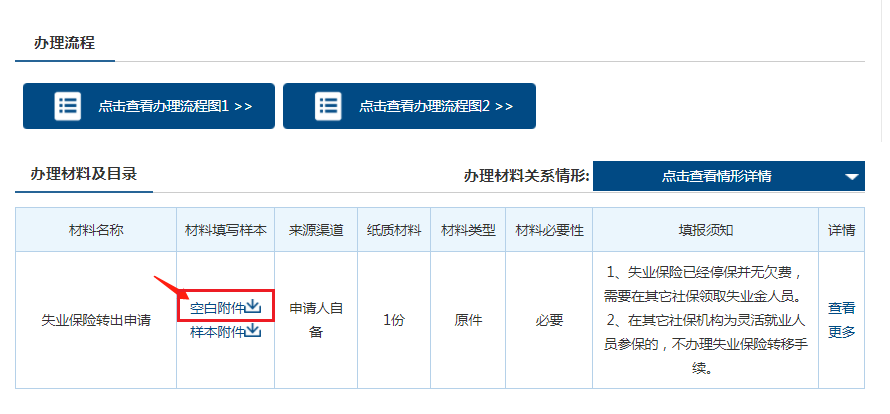 办理流程
点击查看办理流程图1 >>
点击查看办理流程图2 >>
办理材料及目录
办理材料关系情形:
点击查看情形详情
材料名称 材料填写样本 来源渠道 纸质材料 材料类型 材料必要性 填报须知 详情
失业保险转出申请
空白附件
样本附件
申请人自
备
1份
原件
必要
1、失业保险已经停保并无欠费，
需要在其它社保领取失业金人员。
2、在其它社保机构为灵活就业人
员参保的，不办理失业保险转移手
续。
查看
更多